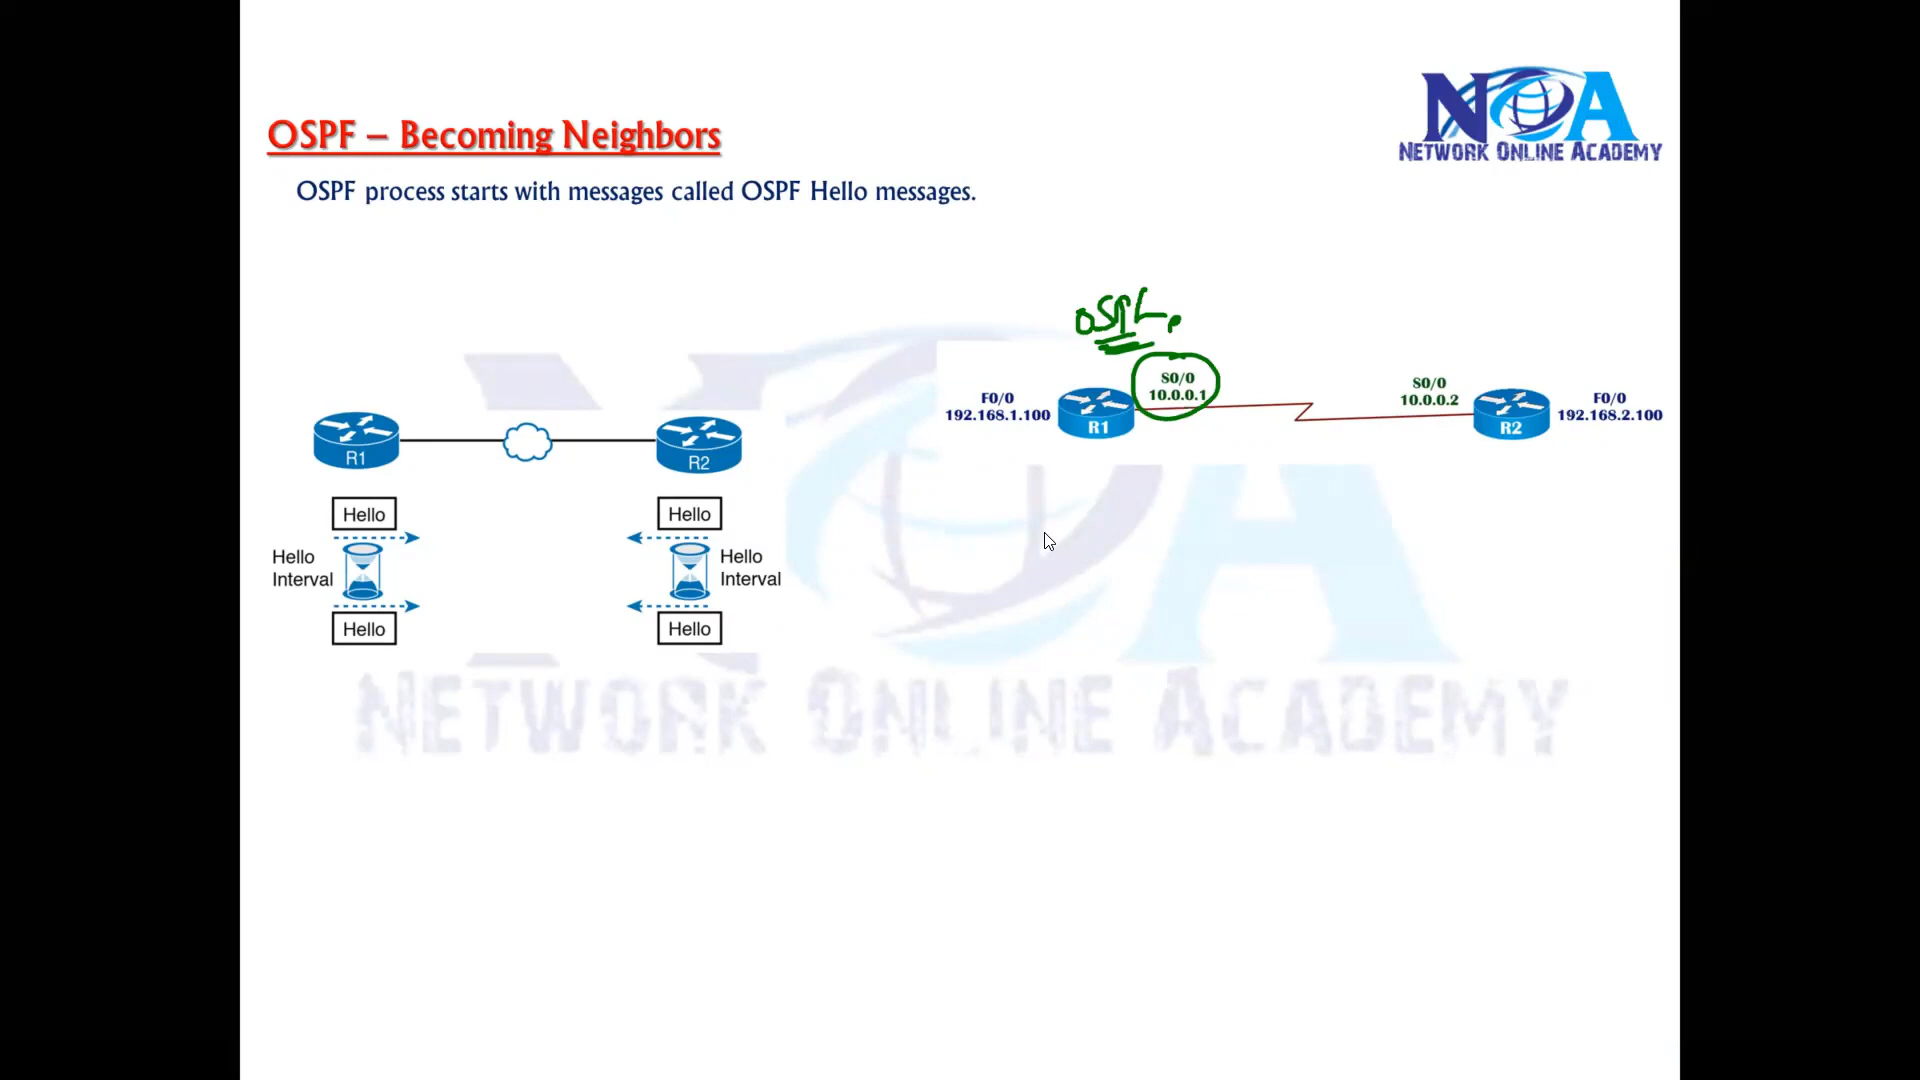 NOA
NETWORK ONLINE ACADEMY
OSPF – Becoming Neighbors
OSPF process starts with messages called OSPF Hello messages.
OSPF
S0/0
10.0.0.1
S0/0
10.0.0.2
F0/0
192.168.1.100
R1
R2
F0/0
192.168.2.100
R1
R2
Hello
Hello
Hello
Interval
Hello
Interval
Hello
Hello
NETWORK ONLINE ACADEMY